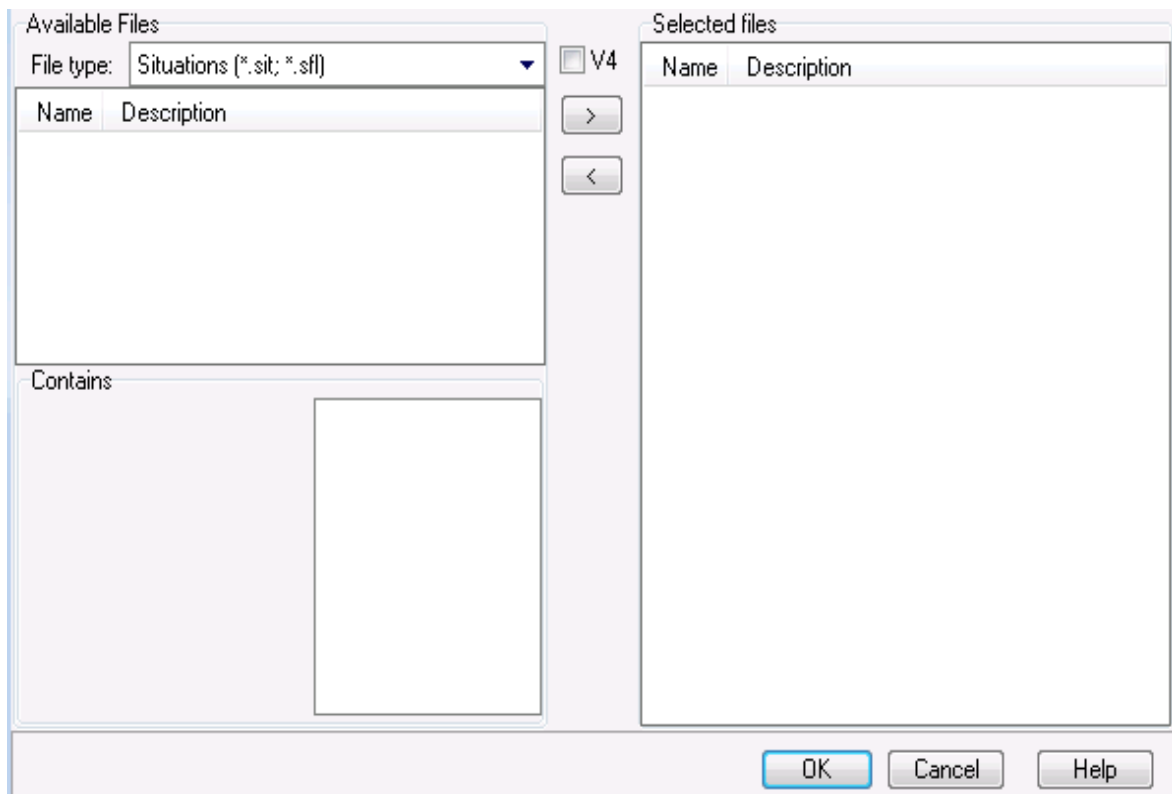 Available Files
File type: Situations (*.sit; *.sfl)
Name Description
Contains
V4
>
<
Selected files
Name Description
OK Cancel Help